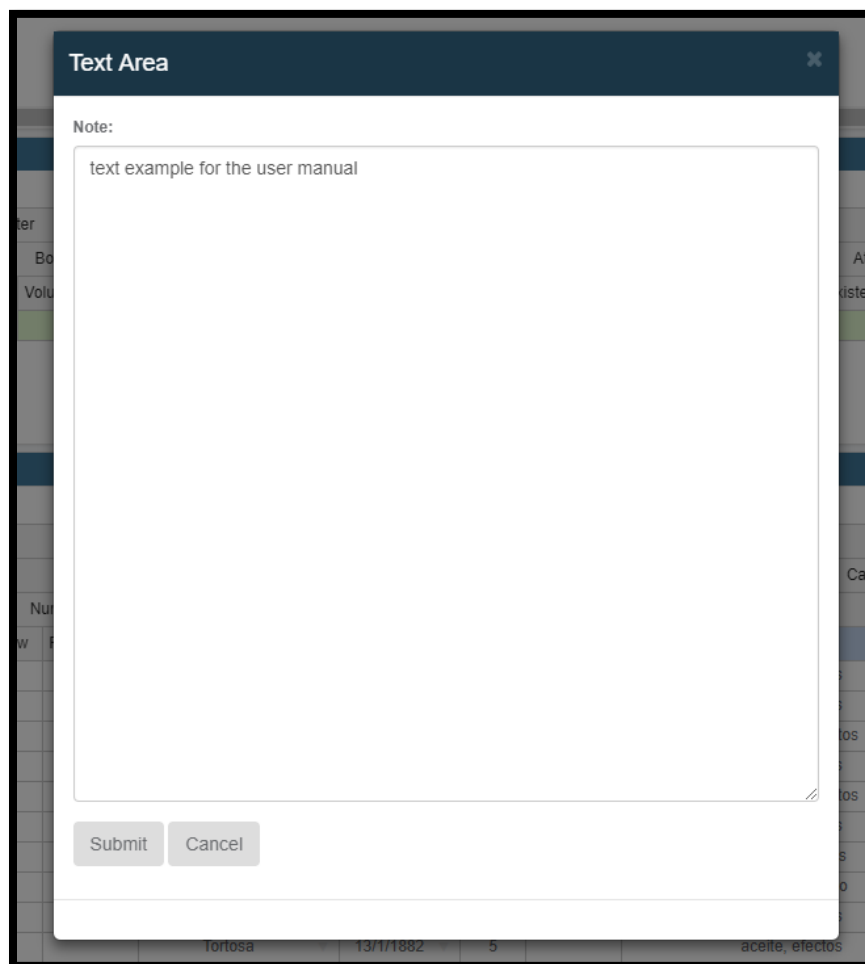 Text Area
Note:
text example for the user manual
Submit Cancel
Tortosa 13/1/1882 5 aceite, efectos